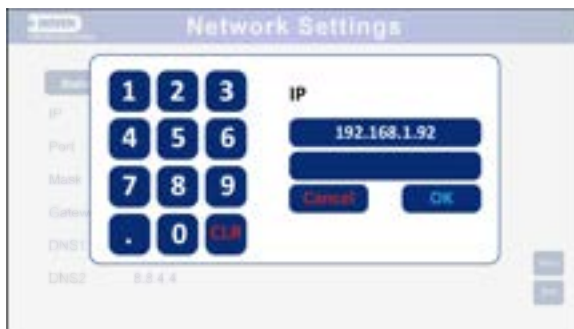 Network Settings
1 2 3
IP
192.168.1.92
4 5 6
7 8 9
Cancel OK
. 0 CLR
IP
Port
Mask
Gateway
DNS1
DNS2 8.8.4.4